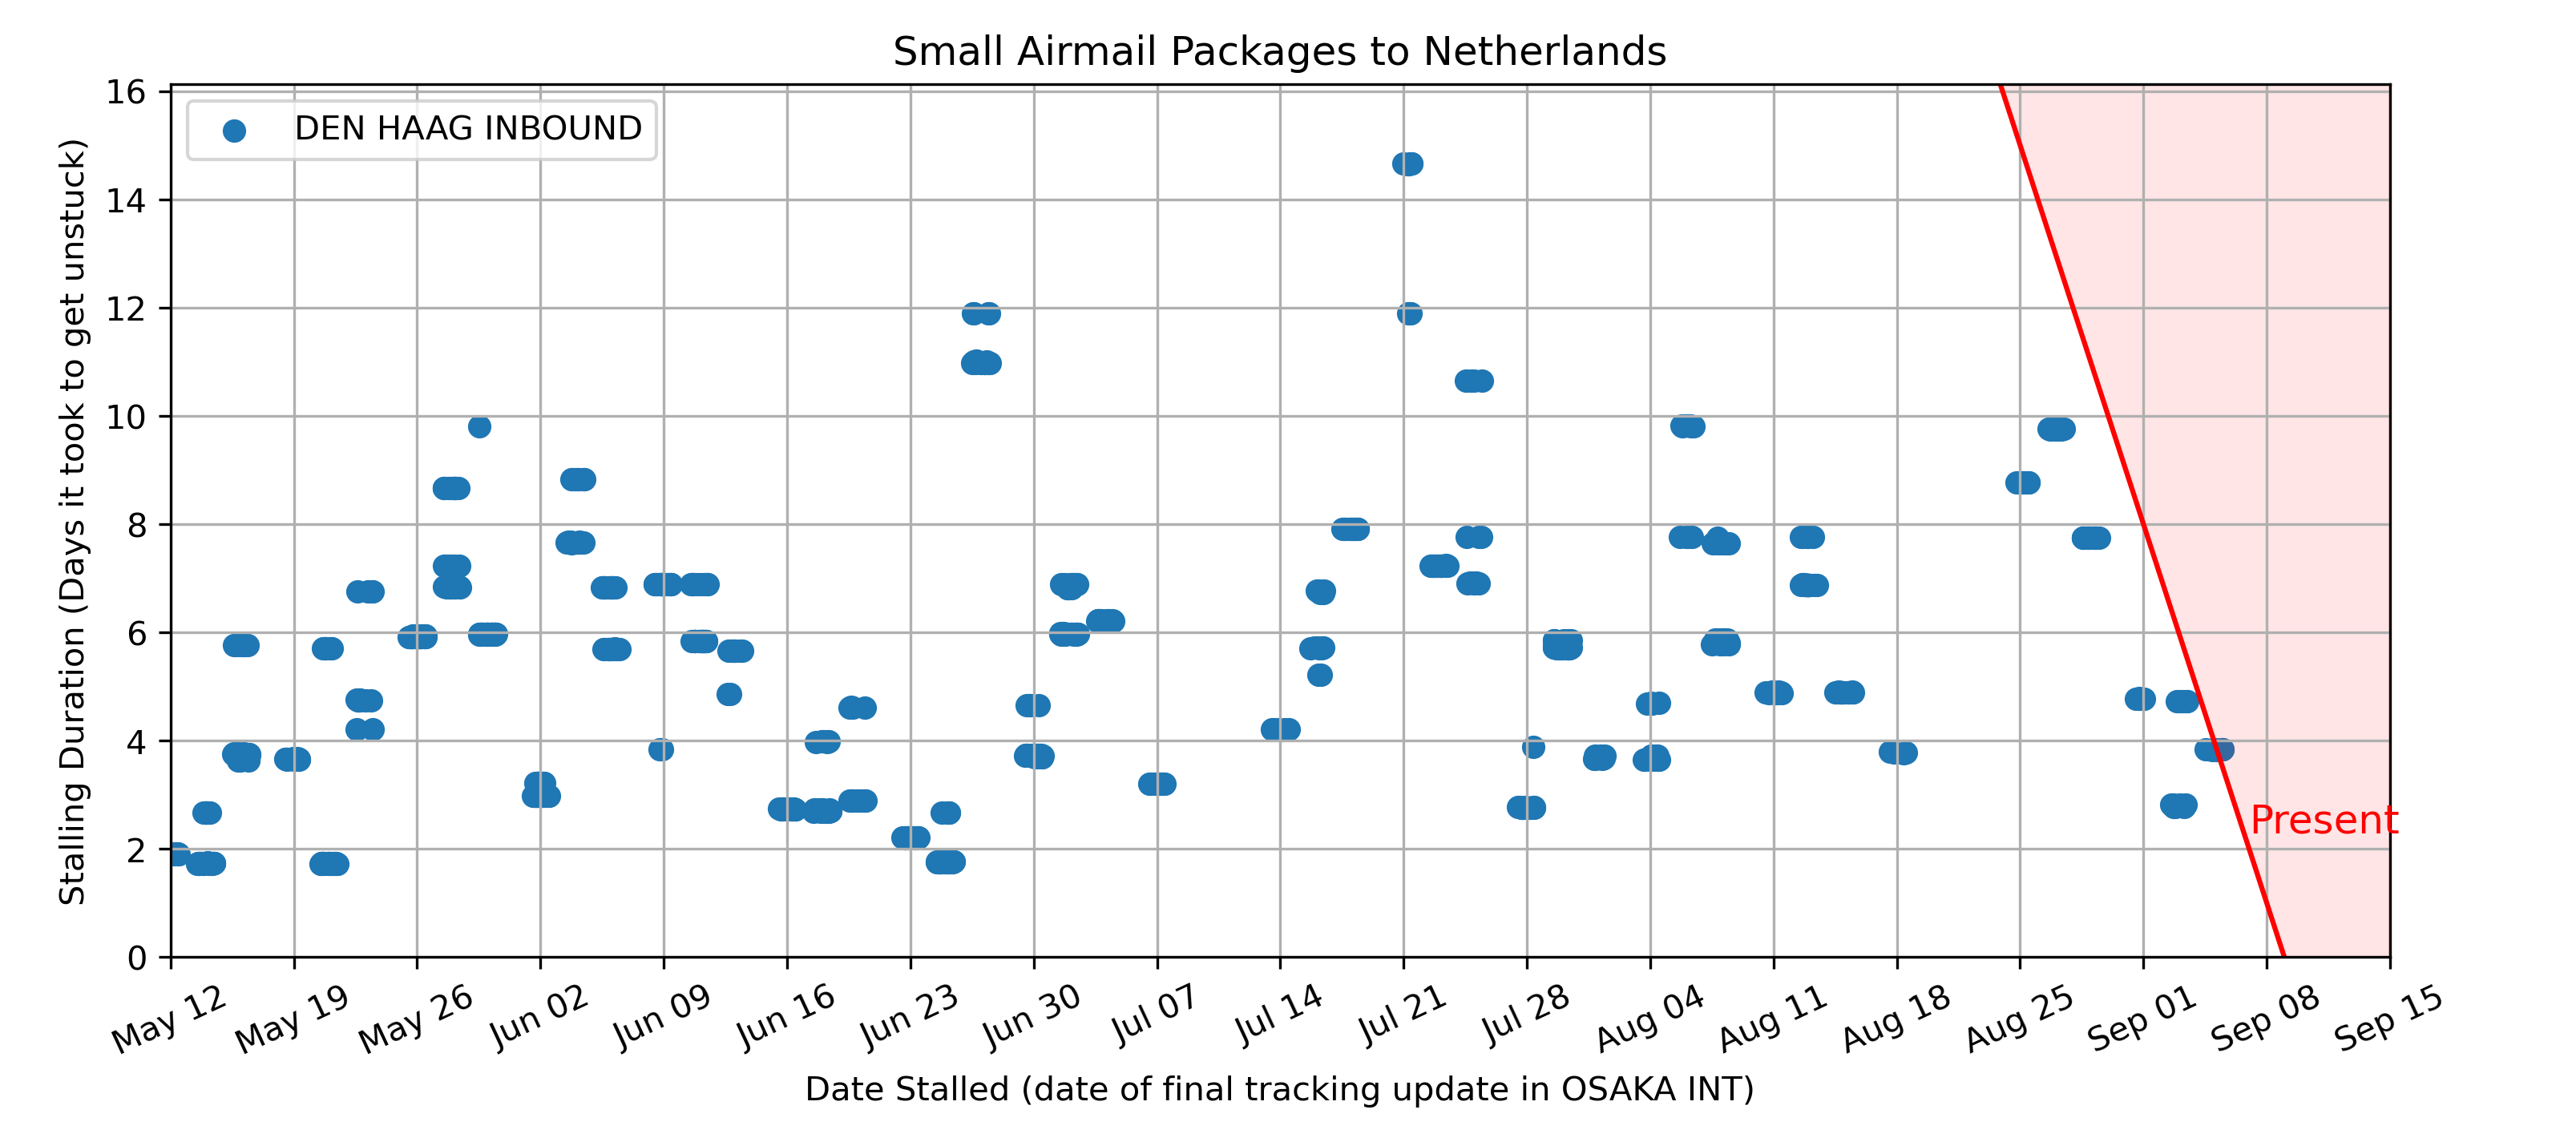 Small Airmail Packages to Netherlands
DEN HAAG INBOUND
Stalling Duration (Days it took to get unstuck)
16
14
12
10
8
6
4
2
0
Present
May 12
May 19
May 26
Jun 02
Jun 09
Jun 16
Jun 23
Jun 30
Jul 07
Jul 14
Jul 21
Jul 28
Aug 04
Aug 11
Aug 18
Aug 25
Sep 01
Sep 08
Sep 15
Date Stalled (date of final tracking update in OSAKA INT)